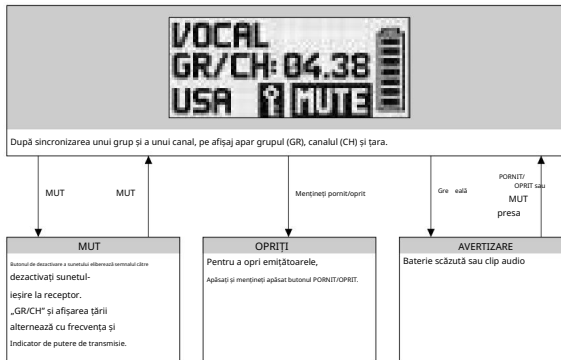 VOCAL
GR/CH: 04.38
USA MUTE
După sincronizarea unui grup și a unui canal, pe afișaj apar grupul (GR), canalul (CH) și țara.
MUT
MUT
Mențineți pornit/oprit
Gre eală
PORNIT/
OPRIT sau
MUT
presa
MUT
Butonul de dezactivare a sunetului eliberează semnalul către
dezactivați sunetul-
ieșire la receptor.
„GR/CH” și afișarea țării
alternează cu frecvența și
Indicator de putere de transmisie.
OPRIȚI
Pentru a opri emițătoarele,
Apăsați și mențineți apăsat butonul PORNIT/OPRIT.
AVERTIZARE
Baterie scăzută sau clip audio